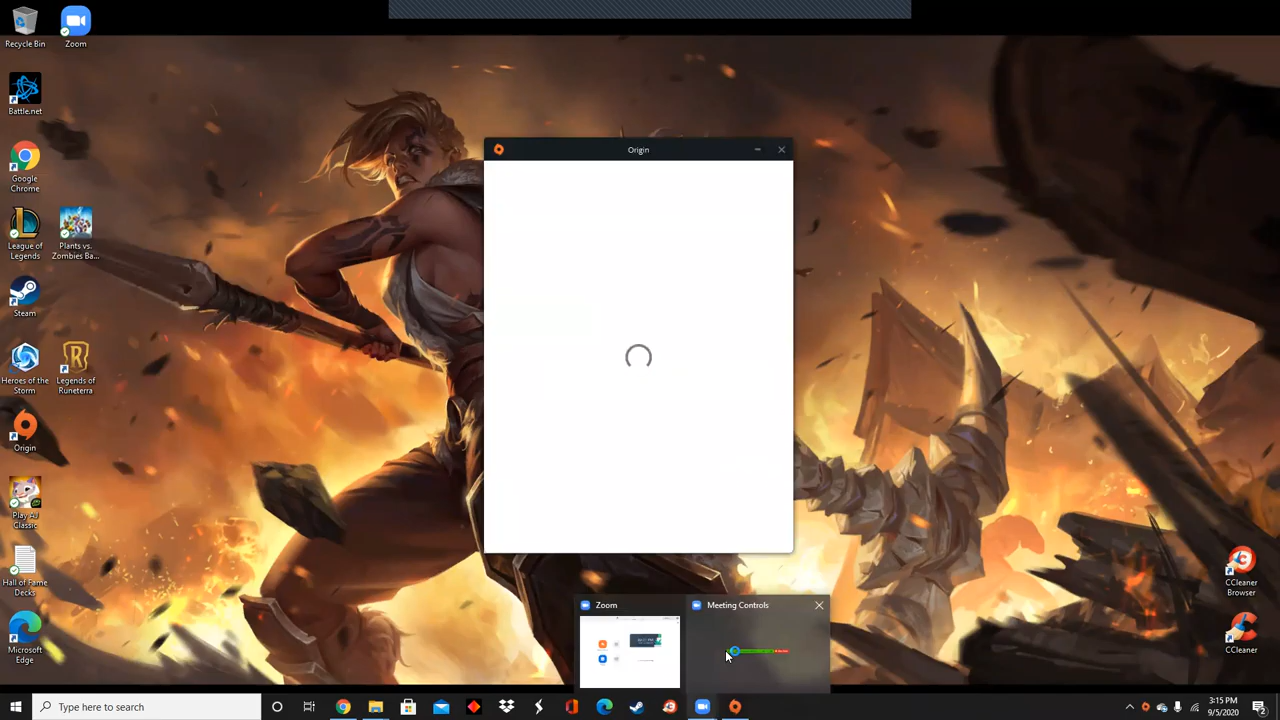 Recycle Bin
Zoom
Battle.net
Google
Chrome
League of
Legends
Plants vs.
Zombies Ba...
Steam
Heroes of the
Storm
Legends of
Runeterra
Origin
Play AJ
Classic
Hall of Fame
Decks
Microsoft
Edge
Origin
CCleaner
Browser
CCleaner
Zoom
Meeting Controls
Type here to search
3:15 PM
9/5/2020